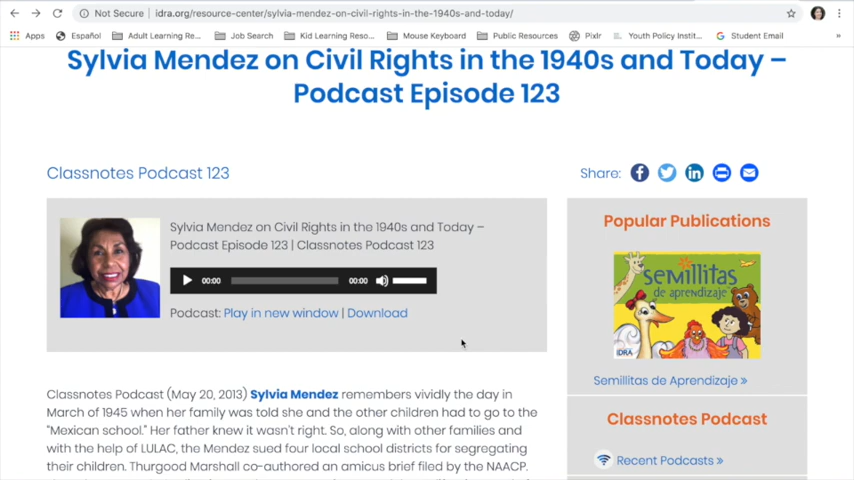 Not Secure | idra.org/resource-center/sylvia-mendez-on-civil-rights-in-the-1940s-and-today/
Apps Español Adult Learning Re... Job Search Kid Learning Reso... Mouse Keyboard Public Resources Pixlr Youth Policy Instit... Student Email »
Sylvia Mendez on Civil Rights in the 1940s and Today –
Podcast Episode 123
Classnotes Podcast 123
Share:
Sylvia Mendez on Civil Rights in the 1940s and Today –
Podcast Episode 123 | Classnotes Podcast 123
00:00 00:00
Podcast: Play in new window | Download
Classnotes Podcast (May 20, 2013) Sylvia Mendez remembers vividly the day in
March of 1945 when her family was told she and the other children had to go to the
"Mexican school." Her father knew it wasn't right. So, along with other families and
with the help of LULAC, the Mendez sued four local school districts for segregating
their children. Thurgood Marshall co-authored an amicus brief filed by the NAACP.
Popular Publications
semillitas
de aprendizaje
IDRA
Semillitas de Aprendizaje »
Classnotes Podcast
Recent Podcasts »